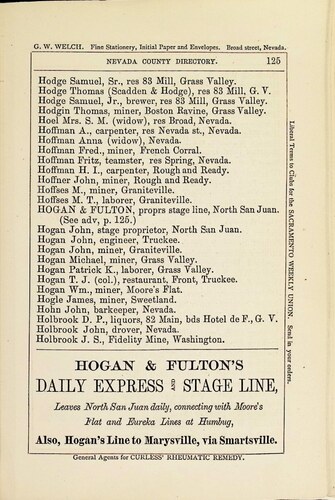 G. W. WELCH. Fine Stationery, Initial Paper and Envelopes. Broad street, Nevada.
NEVADA COUNTY DIRECTORY. 125
Hodge Samuel, Sr., res 83 Mill, Grass Valley.
Hodge Thomas (Scadden & Hodge), res 83 Mill, G. V.
Hodge Samuel, Jr., brewer, res 83 Mill, Grass Valley.
Hodgin Thomas, miner, Boston Ravine, Grass Valley.
Hoel Mrs. S. M. (widow), res Broad, Nevada.
Hoffman A., carpenter, res Nevada st., Nevada.
Hoffman Anna (widow), Nevada.
Hoffman Fred., miner, French Corral.
Hoffman Fritz, teamster, res Spring, Nevada.
Hoffman H. I., carpenter, Rough and Ready.
Hoffner John, miner, Rough and Ready.
Hoffses M., miner, Graniteville.
Hoffses M. T., laborer, Graniteville.
HOGAN & FULTON, proprs stage line, North San Juan.
(See adv, p. 125.)
Hogan John, stage proprietor, North San Juan.
Hogan John, engineer, Truckee.
Hogan John, miner, Graniteville.
Hogan Michael, miner, Grass Valley.
Hogan Patrick K., laborer, Grass Valley.
Hogan T. J. (col.), restaurant, Front, Truckee.
Hogan Wm., miner, Moore's Flat.
Hogle James, miner, Sweetland.
Hohn John, barkeeper, Nevada.
Holbrook D. P., liquors, 82 Main, bds Hotel de F., G. V.
Holbrook John, drover, Nevada.
Holbrook J. S., Fidelity Mine, Washington.
HOGAN & FULTON'S
DAILY EXPRESS AND STAGE LINE,
Leaves North San Juan daily, connecting with Moore's
Flat and Eureka Lines at Humbug,
Also, Hogan's Line to Marysville, via Smartsville.
General Agents for CURLESS' RHEUMATIC REMEDY.
Liberal Terms to Clubs for the SACRAMENTO WEEKLY UNION. Send in your orders.